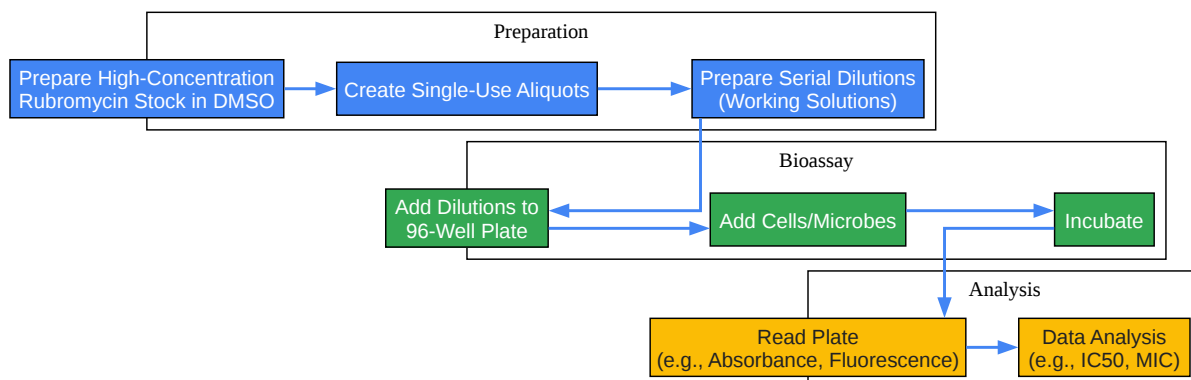 Preparation
Prepare High-Concentration
Rubromycin Stock in DMSO
Create Single-Use Aliquots
Prepare Serial Dilutions
(Working Solutions)
Bioassay
Add Dilutions to
96-Well Plate
Add Cells/Microbes
Incubate
Analysis
Read Plate
(e.g., Absorbance, Fluorescence)
Data Analysis
(e.g., IC50, MIC)